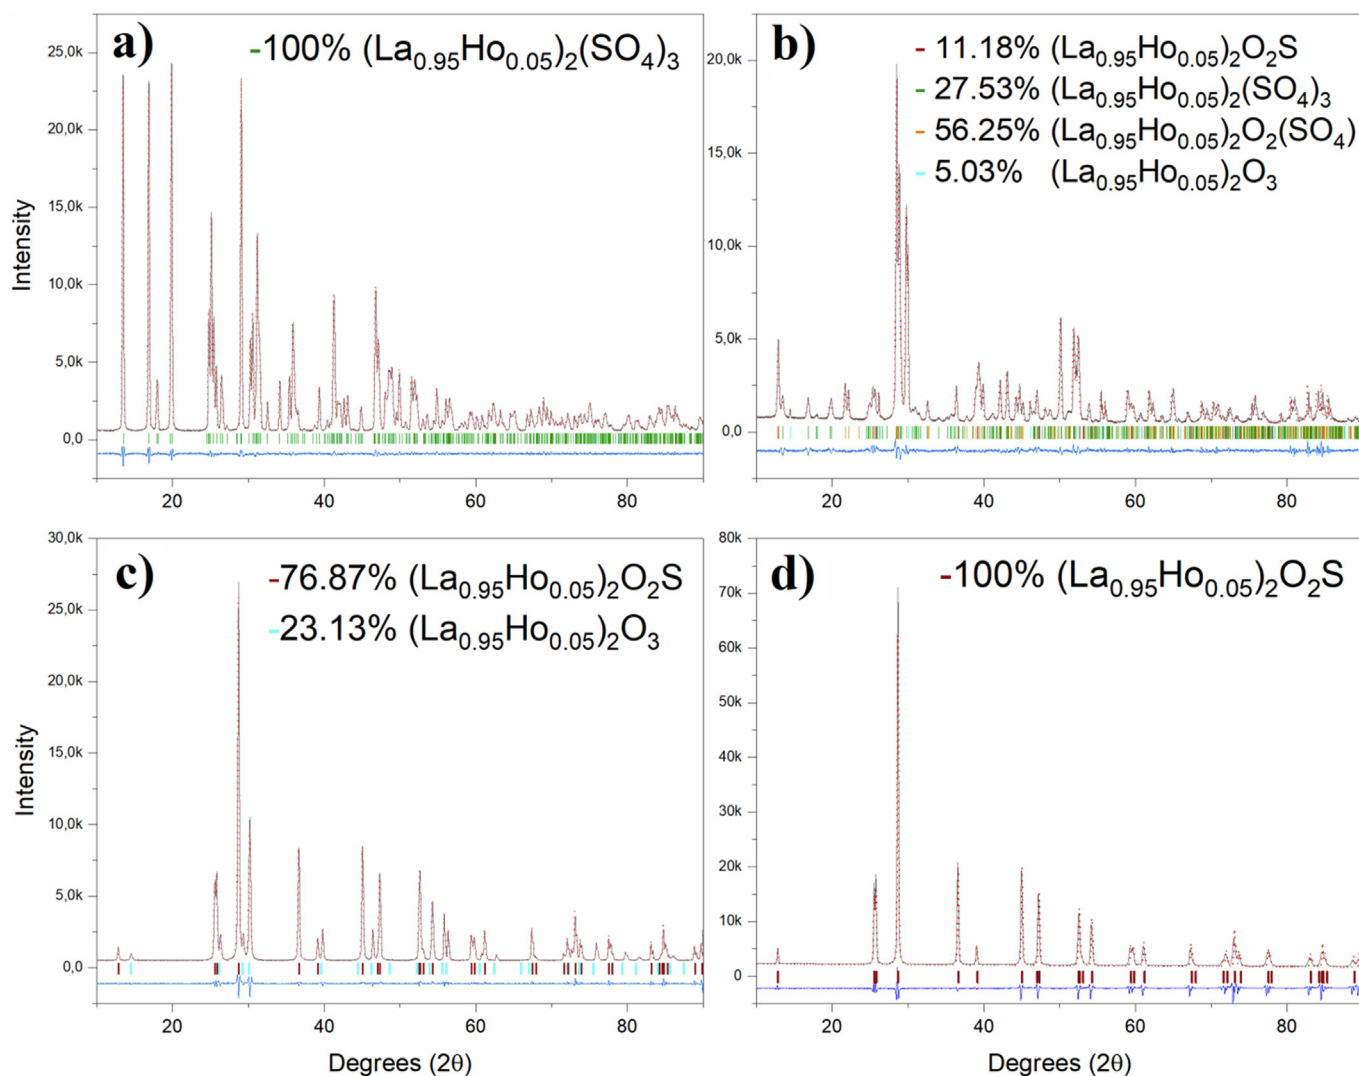 a)
-100% (La0.95Ho0.05)2(SO4)3
25,0k
20,0k
15,0k
10,0k
5,0k
0,0
Intensity
20
40
60
80
b)
- 11.18% (La0.95Ho0.05)2O2S
- 27.53% (La0.95Ho0.05)2(SO4)3
- 56.25% (La0.95Ho0.05)2O2(SO4)
- 5.03% (La0.95Ho0.05)2O3
20,0k
15,0k
10,0k
5,0k
0,0
20
40
60
80
c)
-76.87% (La0.95Ho0.05)2O2S
-23.13% (La0.95Ho0.05)2O3
30,0k
25,0k
20,0k
15,0k
10,0k
5,0k
0,0
Intensity
20
40
60
80
Degrees (2θ)
d)
-100% (La0.95Ho0.05)2O2S
80k
70k
60k
50k
40k
30k
20k
10k
0
20
40
60
80
Degrees (2θ)